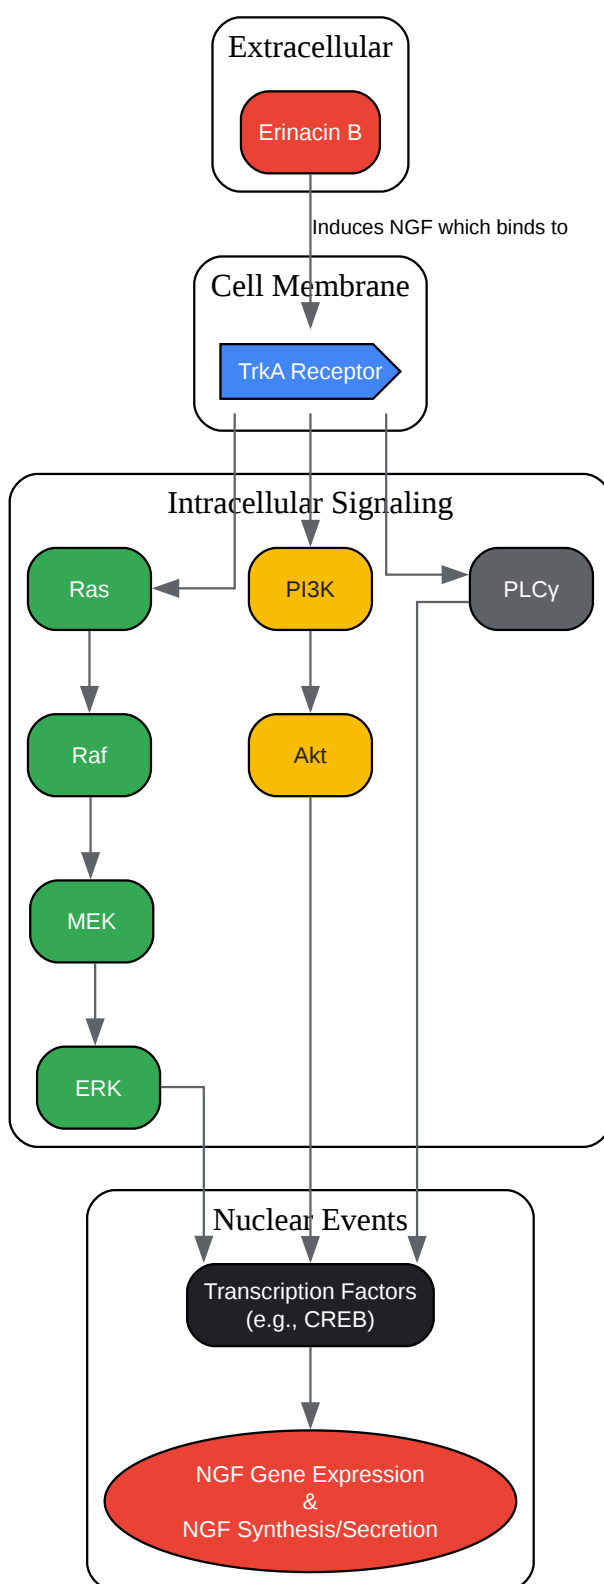 Extracellular
Erinacin B
Induces NGF which binds to
Cell Membrane
TrkA Receptor
Intracellular Signaling
Ras
PI3K
PLCγ
Raf
Akt
MEK
ERK
Nuclear Events
Transcription Factors
(e.g., CREB)
NGF Gene Expression
&
NGF Synthesis/Secretion